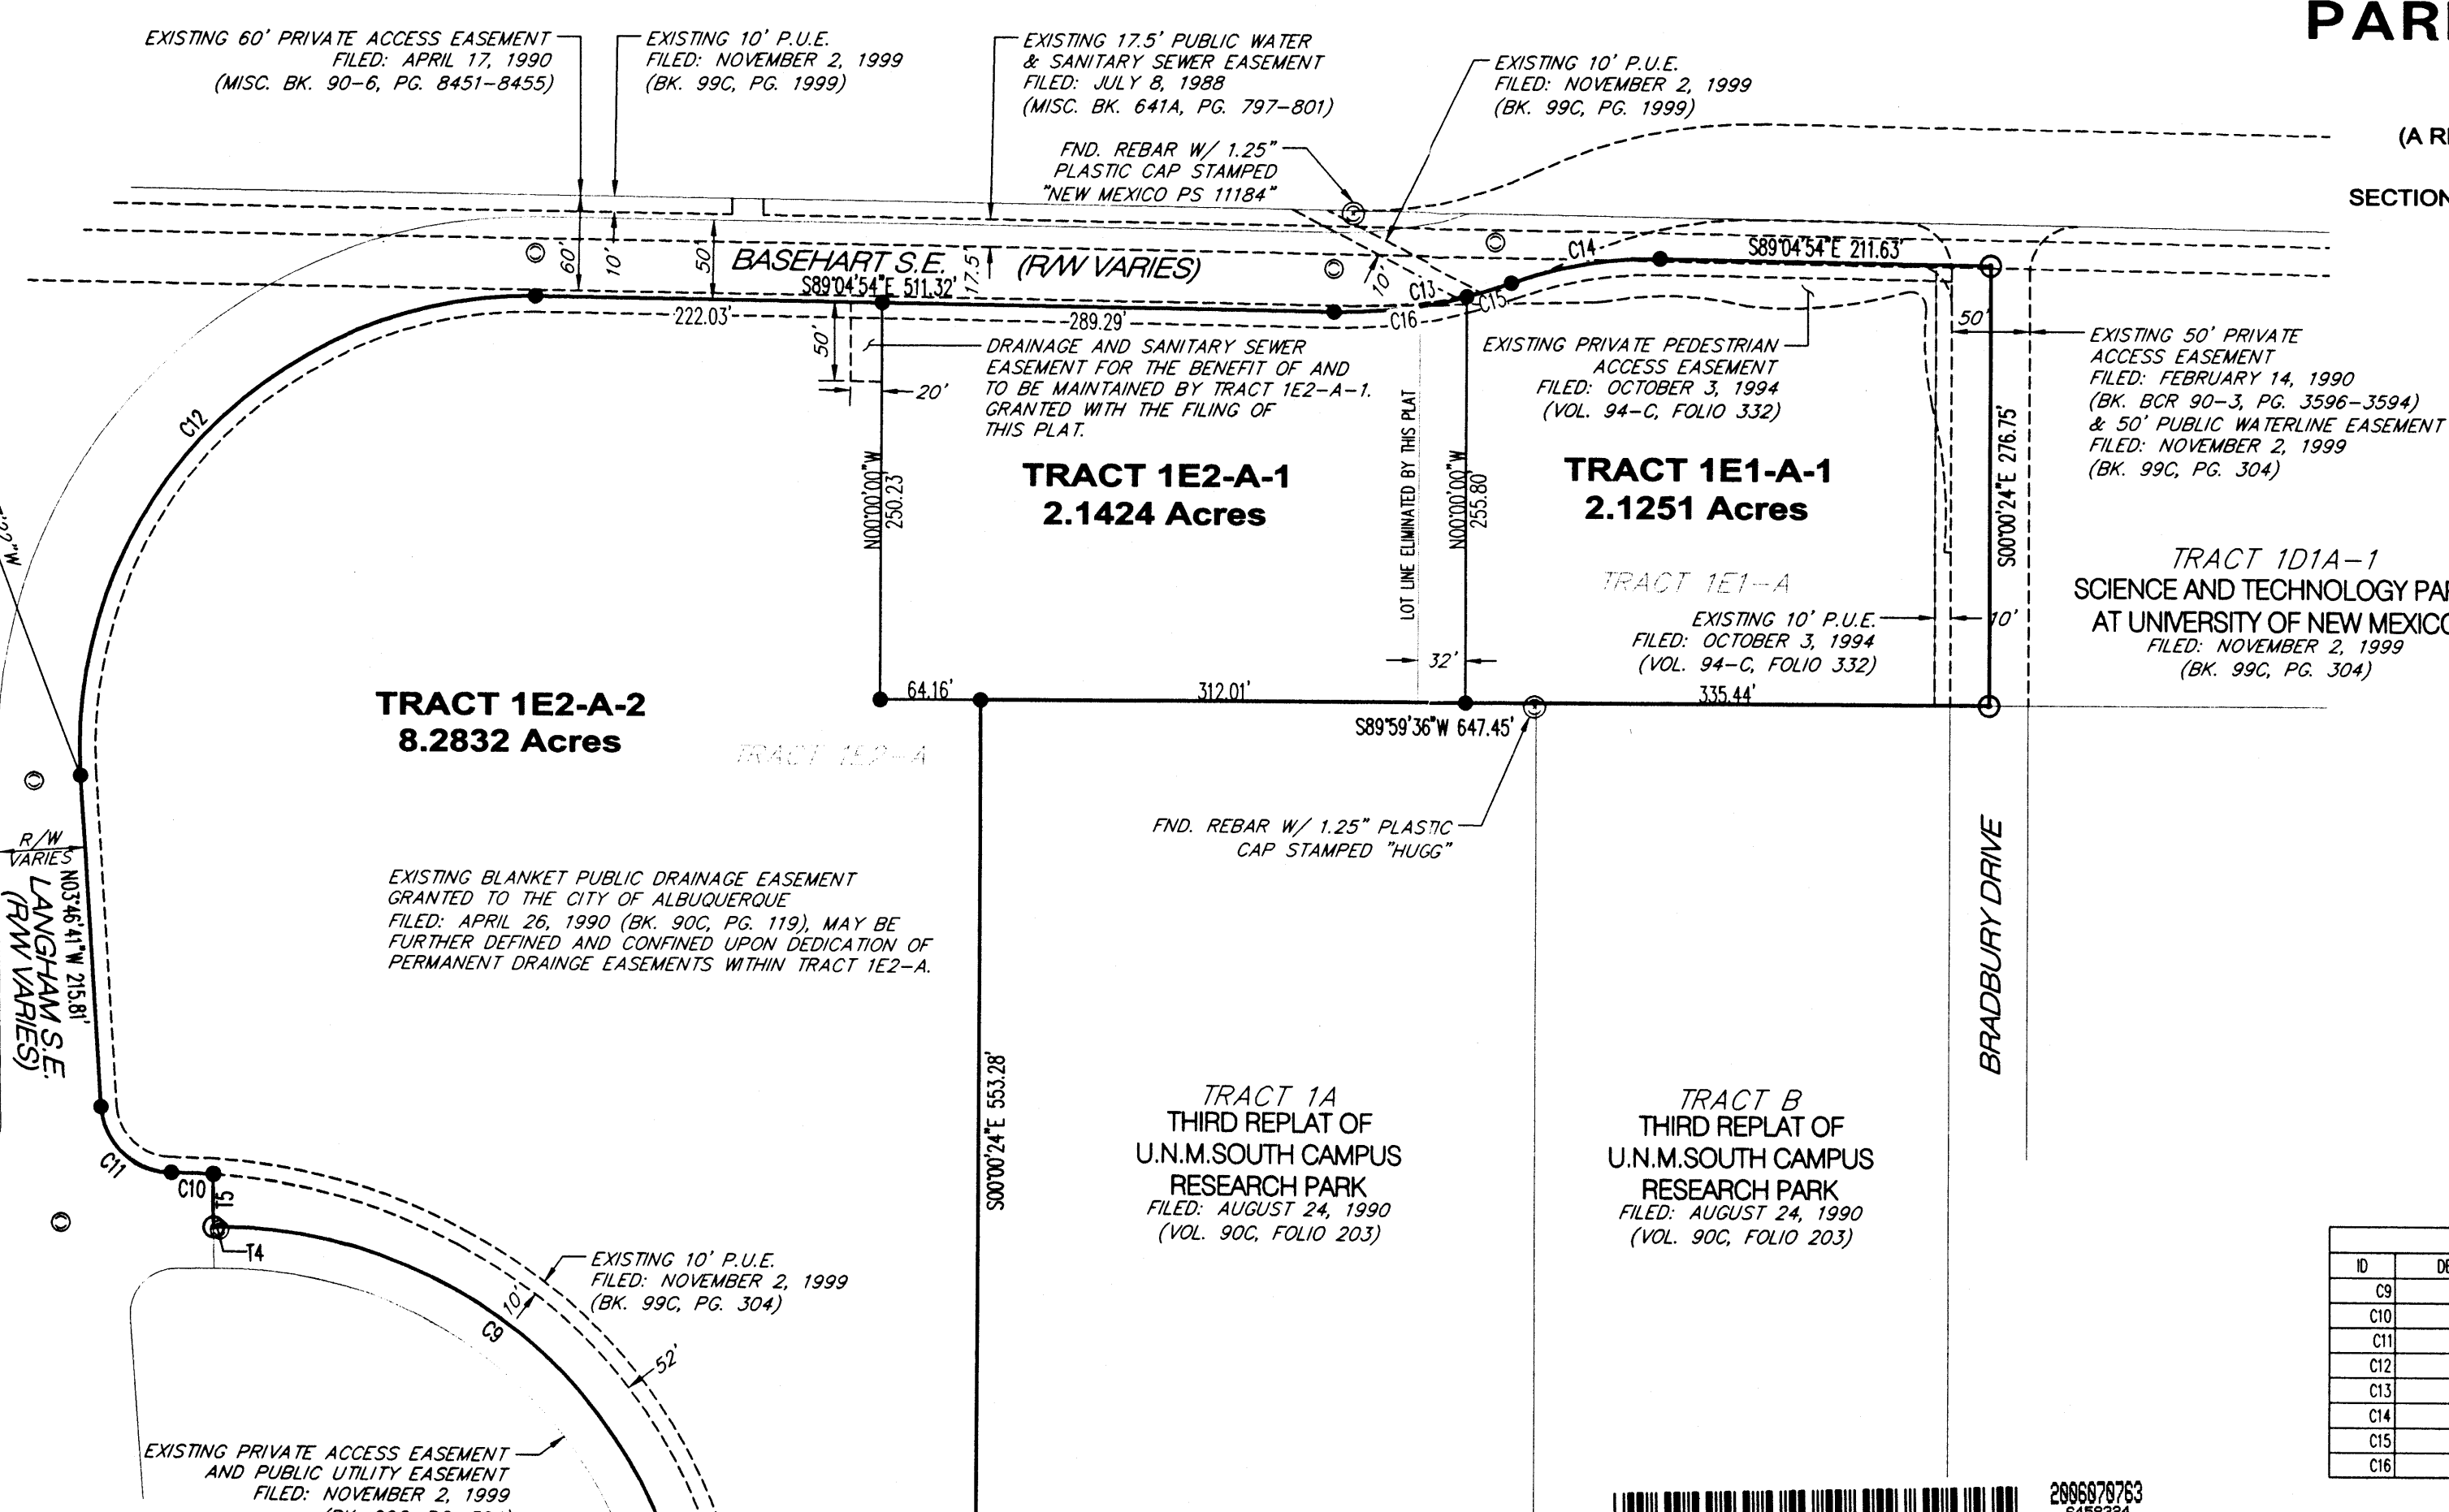 PAR
(A R
SECTION
EXISTING 60' PRIVATE ACCESS EASEMENT
FILED: APRIL 17, 1990
(MISC. BK. 90-6, PG. 8451-8455)
EXISTING 10' P.U.E.
FILED: NOVEMBER 2, 1999
(BK. 99C, PG. 1999)
EXISTING 17.5' PUBLIC WATER
& SANITARY SEWER EASEMENT
FILED: JULY 8, 1988
(MISC. BK. 641A, PG. 797-801)
EXISTING 10' P.U.E.
FILED: NOVEMBER 2, 1999
(BK. 99C, PG. 1999)
FND. REBAR W/ 1.25"
PLASTIC CAP STAMPED
"NEW MEXICO PS 11184"
60'
10'
50'
BASEHART S.E.
17.5'
(R/W VARIES)
10'
S89°04'54"E 511.32'
222.03'
289.29'
C13
C16
C15
C14
S89°04'54"E 211.63'
50'
20'
DRAINAGE AND SANITARY SEWER
EASEMENT FOR THE BENEFIT OF AND
TO BE MAINTAINED BY TRACT 1E2-A-1.
GRANTED WITH THE FILING OF
THIS PLAT.
EXISTING PRIVATE PEDESTRIAN
ACCESS EASEMENT
FILED: OCTOBER 3, 1994
(VOL. 94-C, FOLIO 332)
50'
EXISTING 50' PRIVATE
ACCESS EASEMENT
FILED: FEBRUARY 14, 1990
(BK. BCR 90-3, PG. 3596-3594)
& 50' PUBLIC WATERLINE EASEMENT
FILED: NOVEMBER 2, 1999
(BK. 99C, PG. 304)
C12
N00°00'00"W
250.23'
TRACT 1E2-A-1
2.1424 Acres
LOT LINE ELIMINATED BY THIS PLAT
N00°00'00"W
255.80'
TRACT 1E1-A-1
2.1251 Acres
S00°00'24"E 276.75'
TRACT 1E1-A
EXISTING 10' P.U.E.
FILED: OCTOBER 3, 1994
(VOL. 94-C, FOLIO 332)
10'
32'
TRACT 1D1A-1
SCIENCE AND TECHNOLOGY PA
AT UNIVERSITY OF NEW MEXICO
FILED: NOVEMBER 2, 1999
(BK. 99C, PG. 304)
64.16'
312.01'
335.44'
S89°59'36"W 647.45'
TRACT 1E2-A-2
8.2832 Acres
TRACT 1E2-A
FND. REBAR W/ 1.25" PLASTIC
CAP STAMPED "HUGG"
R/W
VARIES
N03°46'41"W 215.81'
LANGHAM S.E.
(R/W VARIES)
EXISTING BLANKET PUBLIC DRAINAGE EASEMENT
GRANTED TO THE CITY OF ALBUQUERQUE
FILED: APRIL 26, 1990 (BK. 90C, PG. 119), MAY BE
FURTHER DEFINED AND CONFINED UPON DEDICATION OF
PERMANENT DRAINGE EASEMENTS WITHIN TRACT 1E2-A.
S00°00'24"E 553.28'
BRADBURY DRIVE
TRACT 1A
THIRD REPLAT OF
U.N.M.SOUTH CAMPUS
RESEARCH PARK
FILED: AUGUST 24, 1990
(VOL. 90C, FOLIO 203)
TRACT B
THIRD REPLAT OF
U.N.M.SOUTH CAMPUS
RESEARCH PARK
FILED: AUGUST 24, 1990
(VOL. 90C, FOLIO 203)
C11
C10
T5
T4
EXISTING 10' P.U.E.
FILED: NOVEMBER 2, 1999
(BK. 99C, PG. 304)
10'
C9
52'
EXISTING PRIVATE ACCESS EASEMENT
AND PUBLIC UTILITY EASEMENT
FILED: NOVEMBER 2, 1999
ID
C9
C10
C11
C12
C13
C14
C15
C16
2006070763